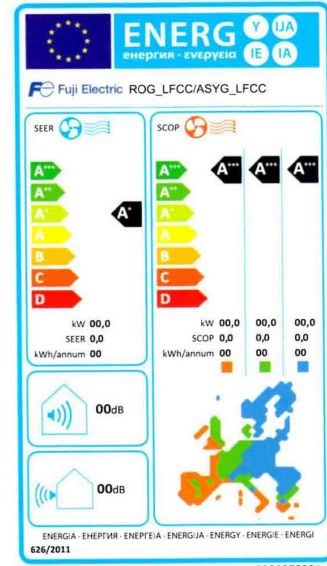 ENERG Y IJA
енергия · ενεργεια IE IA
Fe Fuji Electric ROG_LFCC/ASYG_LFCC
SEER SCOP
A+++ A+++ A+++ A+++ A+++
A++ A++
A+ A+ A+
A A
B B
C C
D D
kW 00,0 kW 00,0 00,0 00,0
SEER 0,0 SCOP 0,0 0,0 0,0
kWh/annum 00 kWh/annum 00 00 00
00dB
00dB
ENERGIA · ЕНЕРГИЯ · ΕΝΕΡΓΕΙΑ · ENERGIJA · ENERGY · ENERGIE · ENERGI
626/2011